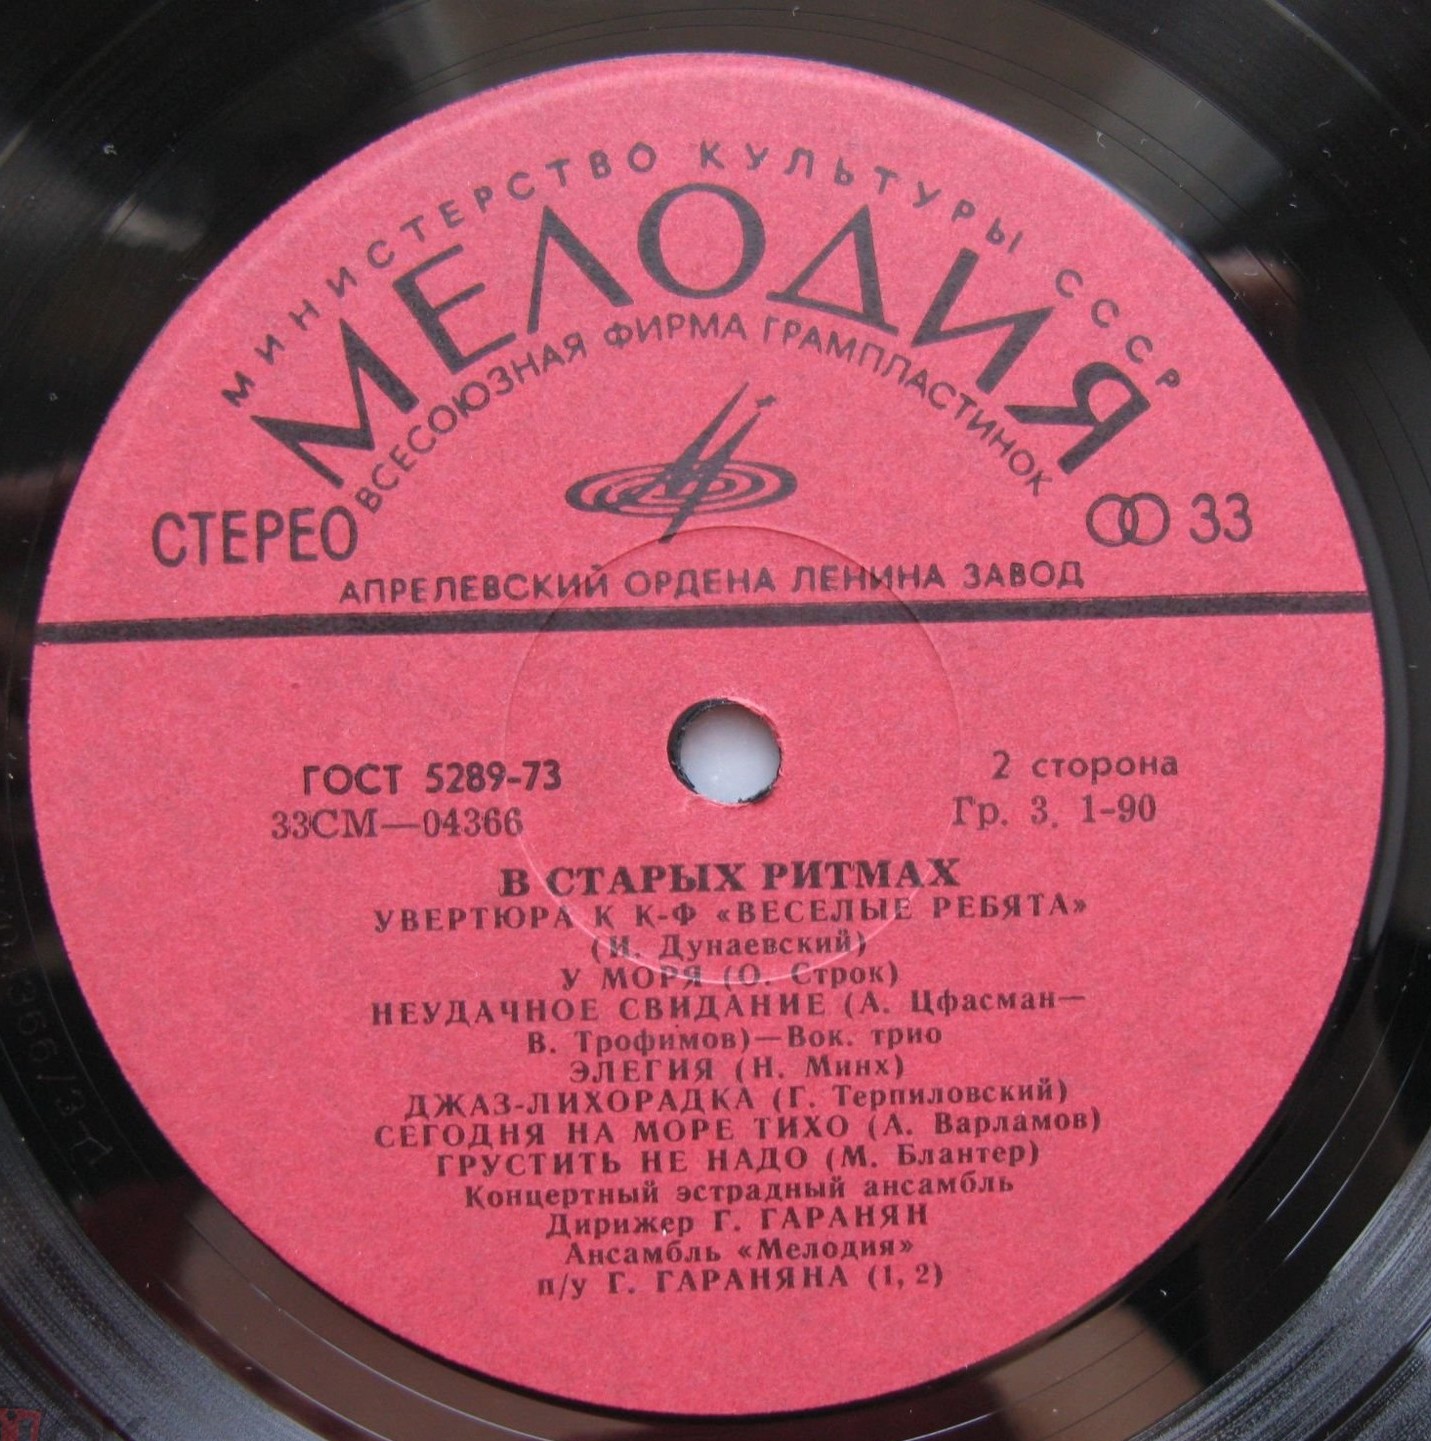 МИНИСТЕРСТВО КУЛЬТУРЫ СССР
МЕЛОДИЯ
ВСЕСОЮЗНАЯ ФИРМА ГРАМПЛАСТИНОК
СТЕРЕО
33
АПРЕЛЕВСКИЙ ОРДЕНА ЛЕНИНА ЗАВОД
ГОСТ 5289-73
2 сторона
33СМ—04366
Гр. 3. 1-90
В СТАРЫХ РИТМАХ
УВЕРТЮРА К К-Ф «ВЕСЕЛЫЕ РЕБЯТА»
(И. Дунаевский)
У МОРЯ (О. Строк)
НЕУДАЧНОЕ СВИДАНИЕ (А. Цфасман—
В. Трофимов)—Вок. трио
ЭЛЕГИЯ (Н. Минх)
ДЖАЗ-ЛИХОРАДКА (Г. Терпиловский)
СЕГОДНЯ НА МОРЕ ТИХО (А. Варламов)
ГРУСТИТЬ НЕ НАДО (М. Блантер)
Концертный эстрадный ансамбль
Дирижер Г. ГАРАНЯН
Ансамбль «Мелодия»
п/у Г. ГАРАНЯНА (1, 2)